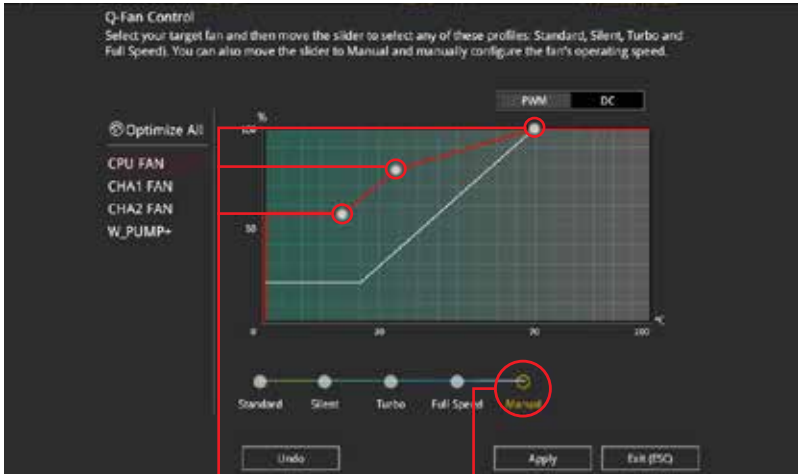 Q-Fan Control
Select your target fan and then move the slider to select any of these profiles: Standard, Silent, Turbo and
Full Speed). You can also move the slider to Manual and manually configure the fan's operating speed.
PWM DC
%
Optimize All
100
CPU FAN
CHA1 FAN
CHA2 FAN
W_PUMP+
50
°C
0 30 70 100
Standard Silent Turbo Full Speed Manual
Undo Apply Exit (ESC)